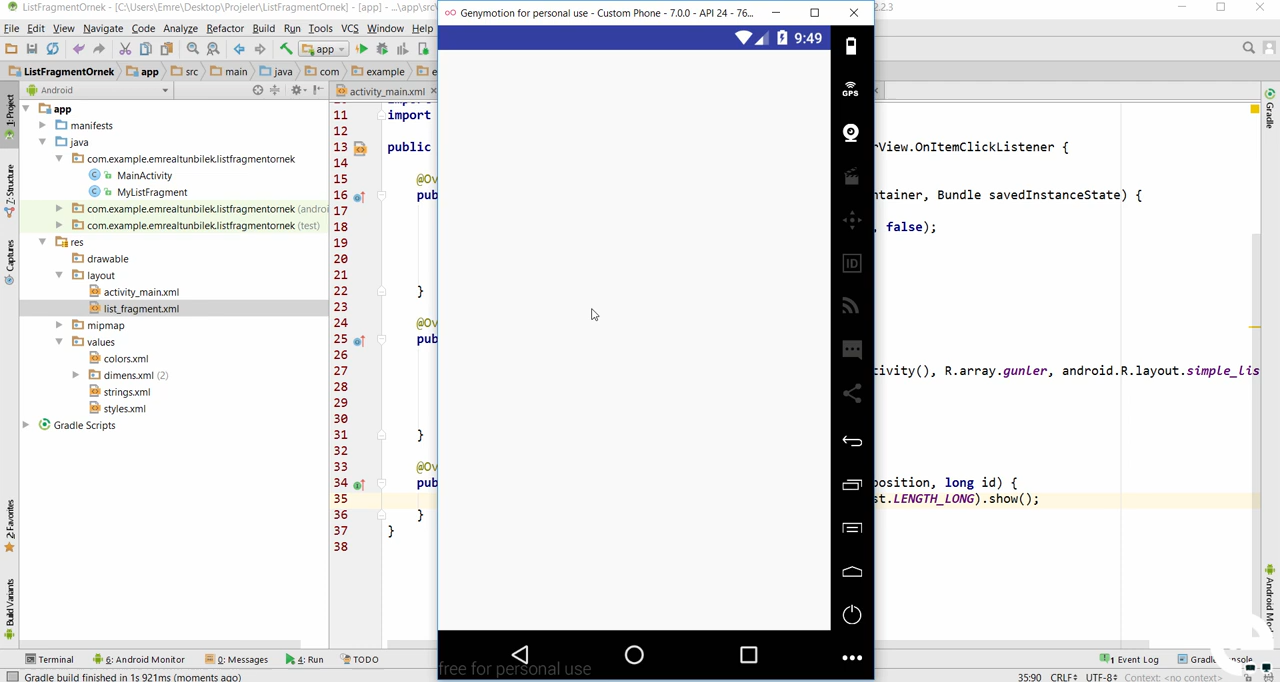 ListFragmentOrnek - [C:\Users\Emre\Desktop\Projeler\ListFragmentOrnek] - [app] - ...\app\src\
Genymotion for personal use - Custom Phone - 7.0.0 - API 24 - 76...
2.2.3
File Edit View Navigate Code Analyze Refactor Build Run Tools VCS Window Help
9:49
app
ListFragmentOrnek app src main java com example
Android
activity_main.xml
1: Project
Z: Structure
Captures
2: Favorites
Build Variants
app
manifests
java
com.example.emrealtunbilek.listfragmentornek
MainActivity
MyListFragment
com.example.emrealtunbilek.listfragmentornek (androi
com.example.emrealtunbilek.listfragmentornek (test)
res
drawable
layout
activity_main.xml
list_fragment.xml
mipmap
values
colors.xml
dimens.xml (2)
strings.xml
styles.xml
Gradle Scripts
11 import
12
13 public rView.OnItemClickListener {
14
15 @Ov
16 pub ntainer, Bundle savedInstanceState) {
17
18 , false);
19
20
21
22 }
23
24 @Ov
25 pub
26
27 tivity(), R.array.gunler, android.R.layout.simple_lis
28
29
30
31 }
32
33 @Ov
34 pub position, long id) {
35 st.LENGTH_LONG).show();
36 }
37 }
38
GPS
ID
free for personal use
Gradle
Android Mo
Terminal 6: Android Monitor 0: Messages 4: Run TODO
1 Event Log Gradle Console
Gradle build finished in 1s 921ms (moments ago)
35:90 CRLF UTF-8 Context: <no context>